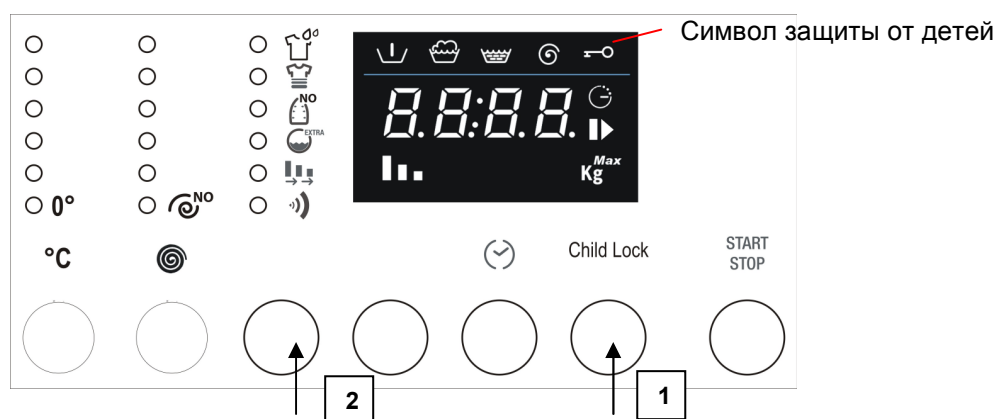 Символ защиты от детей
NO
EXTRA
8.8:8.8.
Kg Max
0°
NO
°C
Child Lock
START
STOP
2
1